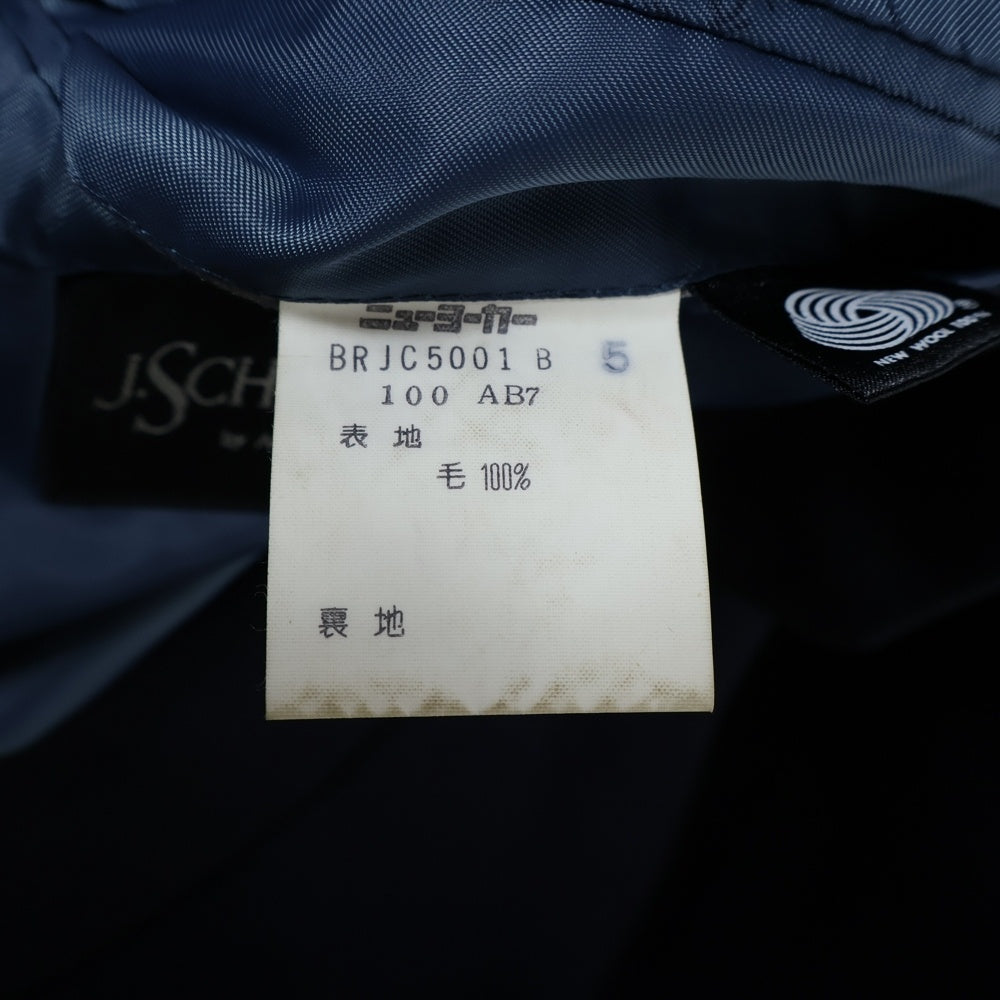 ニューヨーカー
BRJC5001 B 5
100 AB7
表地
毛 100%
裏地
J.SCH
NEW WOOL